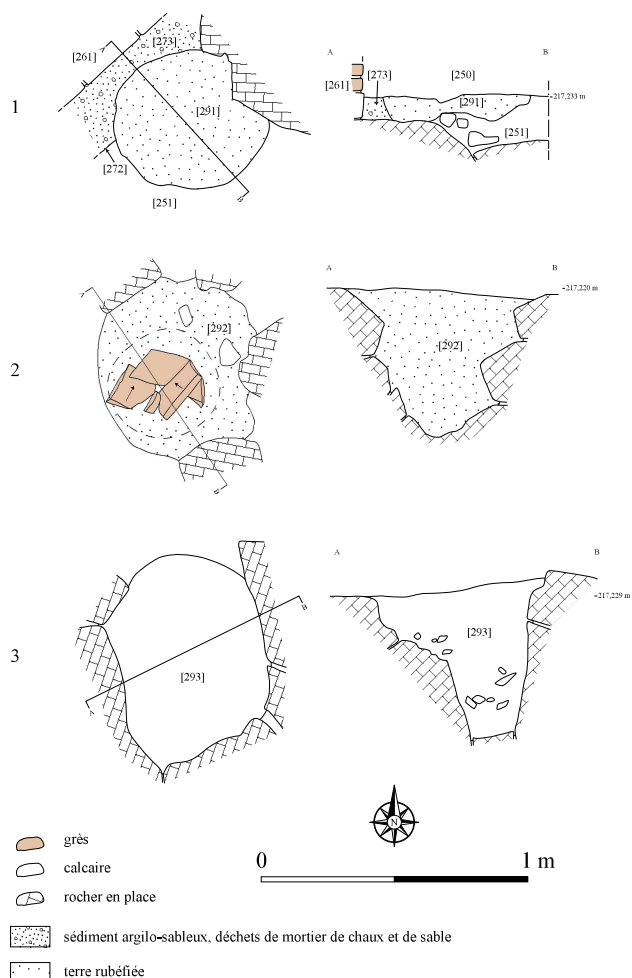 1
[261]
A
[273]
[291]
[272]
[251]
B
A
B
[261]
[273]
[250]
[291]
[251]
217,233 m
2
A
[292]
B
A
B
217,220 m
[292]
3
[293]
A
B
A
B
217,229 m
[293]
N
grès
calcaire
rocher en place
sédiment argilo-sableux, déchets de mortier de chaux et de sable
terre rubéfiée
0
1 m